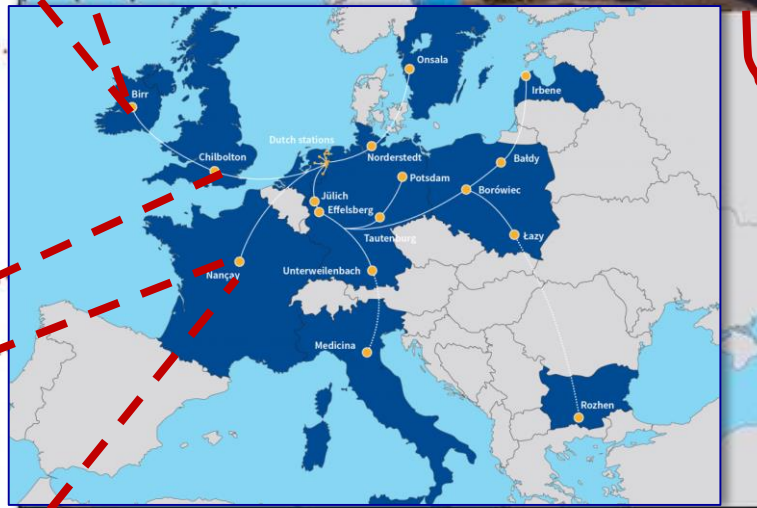 Onsala
Irbene
Birr
Dutch stations
Norderstedt
Chilbolton
Bałdy
Potsdam
Borówiec
Jülich
Effelsberg
Tautenburg
Łazy
Nançay
Unterweilenbach
Medicina
Rozhen